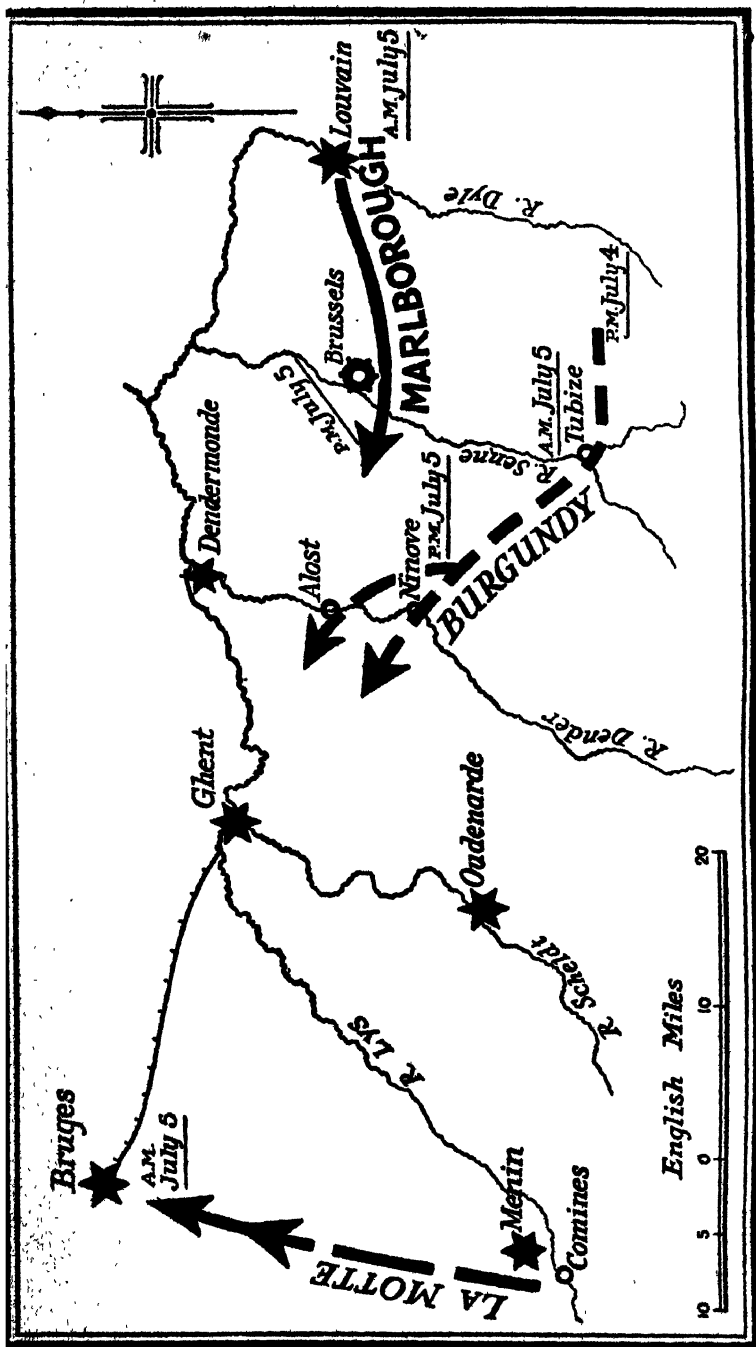 Bruges
A.M.
July 5
Ghent
Dendermonde
Louvain
A.M. July 5
Brussels
P.M. July 5
MARLBOROUGH
Alost
Ninove
P.M. July 5
R. Senne
R. Dyle
A.M. July 5
Tubize
P.M. July 4
BURGUNDY
R. Dender
Oudenarde
R. Scheldt
R. LYS
LA MOTTE
Menin
Comines
English Miles
10 5 0 10 20